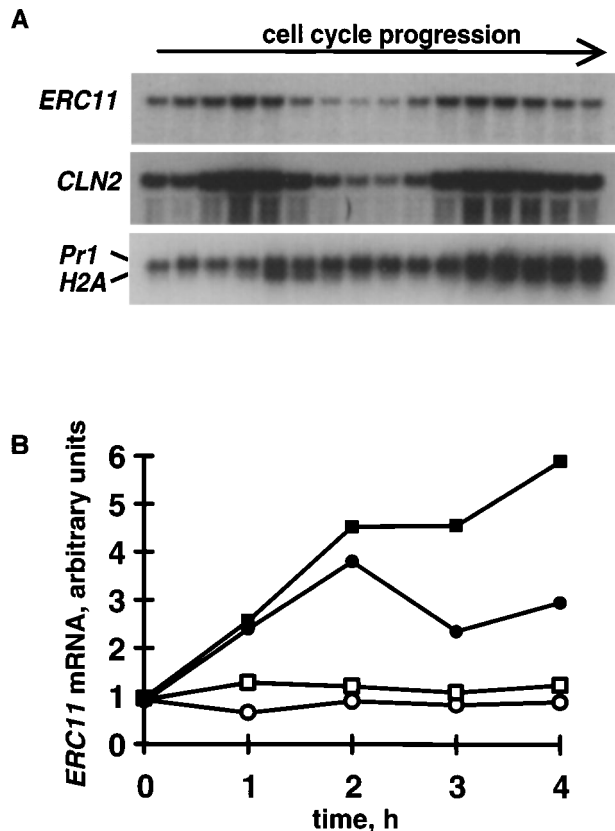 A
cell cycle progression
ERC11
CLN2
Pr1
H2A
B
ERC11 mRNA, arbitrary units
6
5
4
3
2
1
0
0 1 2 3 4
time, h